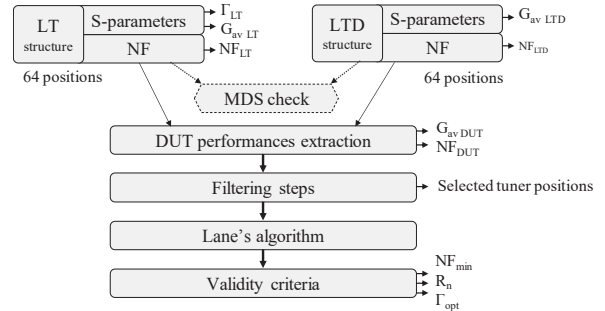 LT structure
S-parameters
NF
Γ_LT
G_av LT
NF_LT
64 positions
LTD structure
S-parameters
NF
G_av LTD
NF_LTD
64 positions
MDS check
DUT performances extraction
G_av DUT
NF_DUT
Filtering steps
Selected tuner positions
Lane's algorithm
Validity criteria
NF_min
R_n
Γ_opt